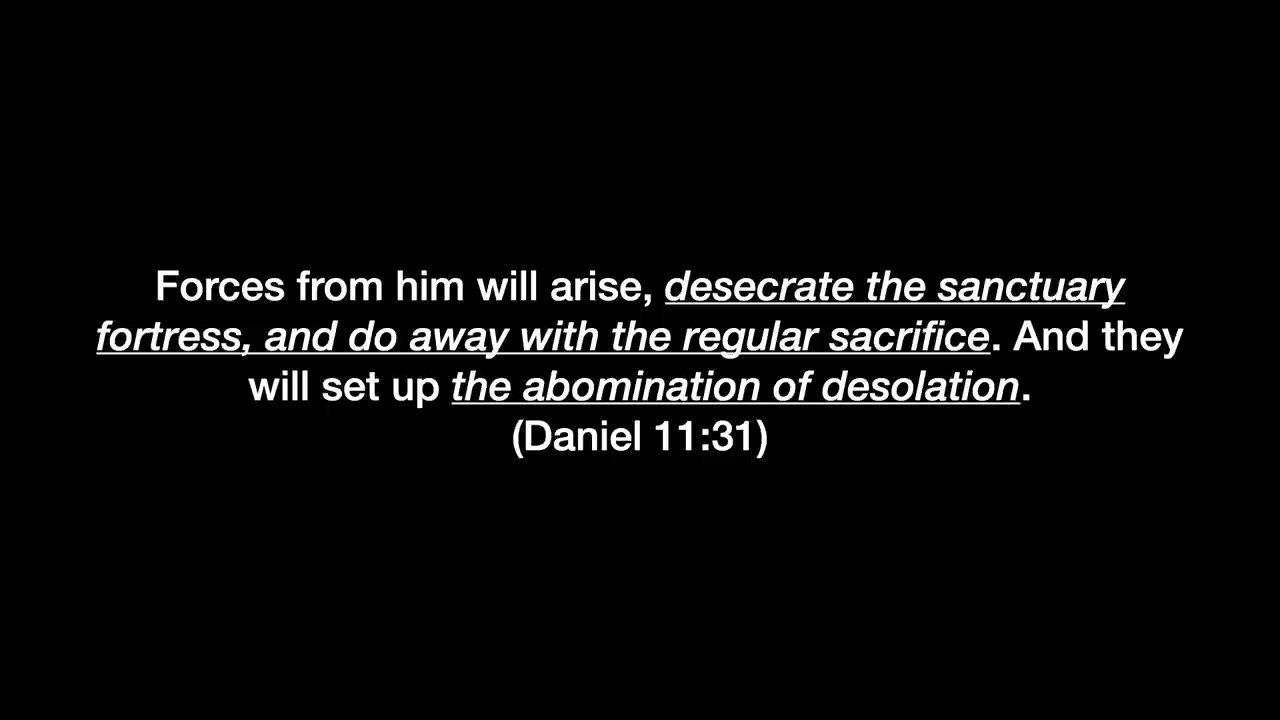 Forces from him will arise, desecrate the sanctuary
fortress, and do away with the regular sacrifice. And they
will set up the abomination of desolation.
(Daniel 11:31)